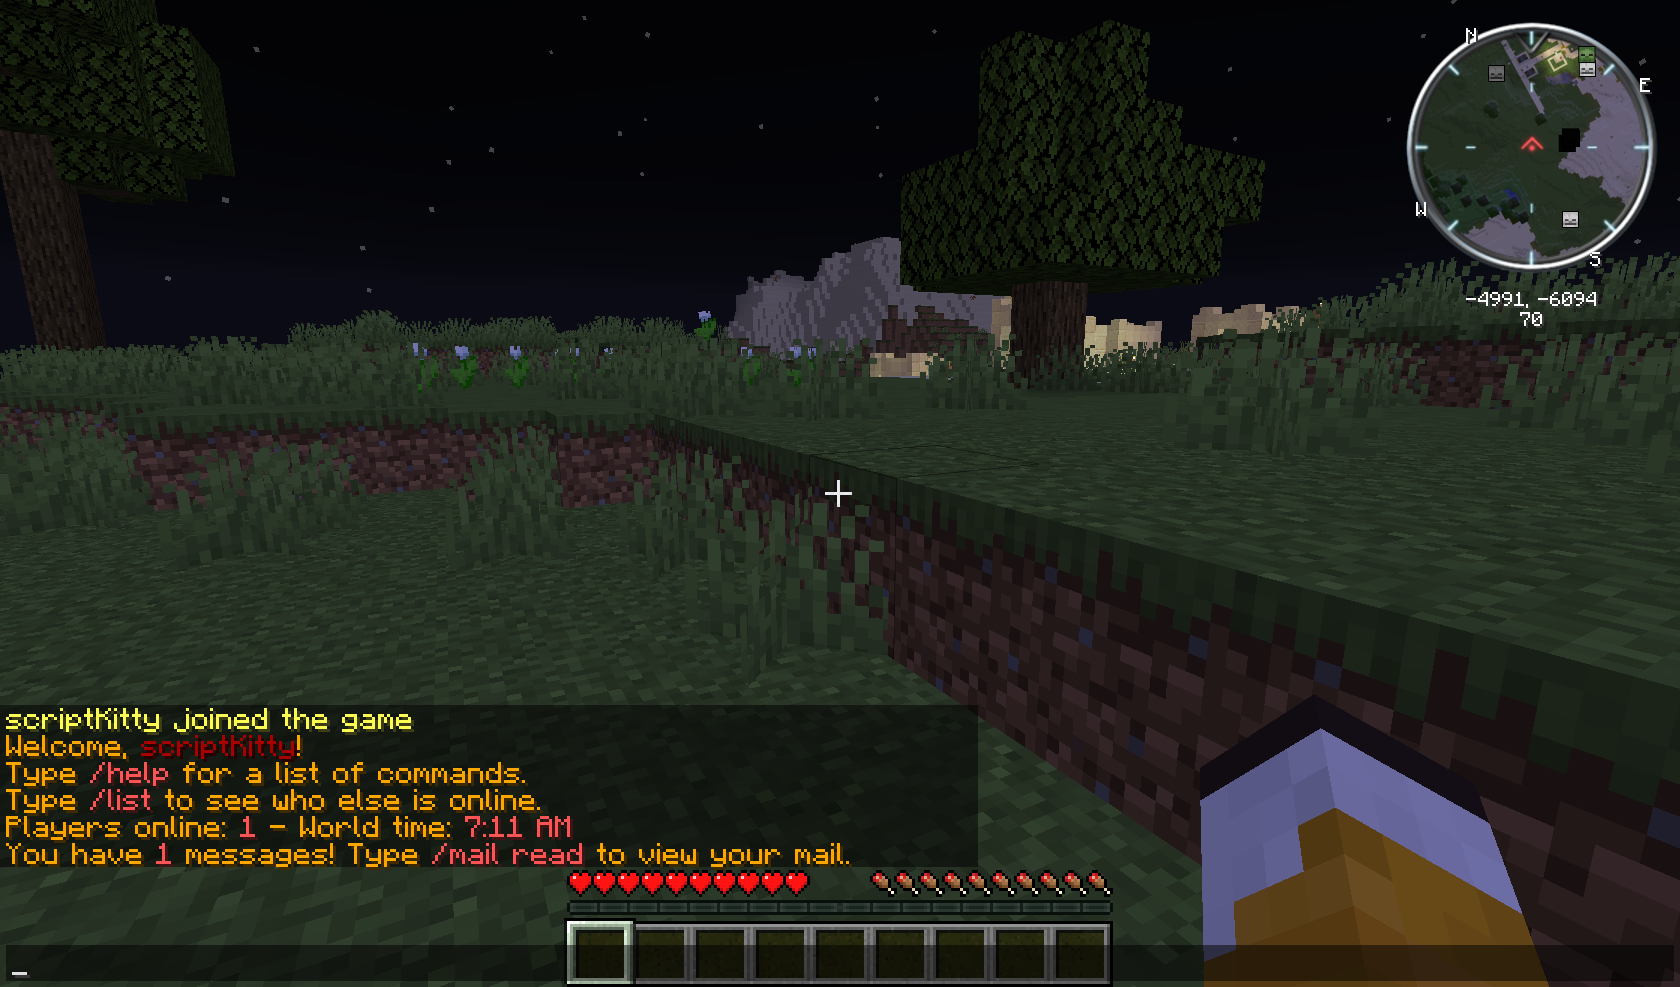 N
E
W
S
-4991, -6094
70
scriptKitty joined the game
Welcome, scriptKitty!
Type /help for a list of commands.
Type /list to see who else is online.
Players online: 1 - World time: 7:11 AM
You have 1 messages! Type /mail read to view your mail.
_